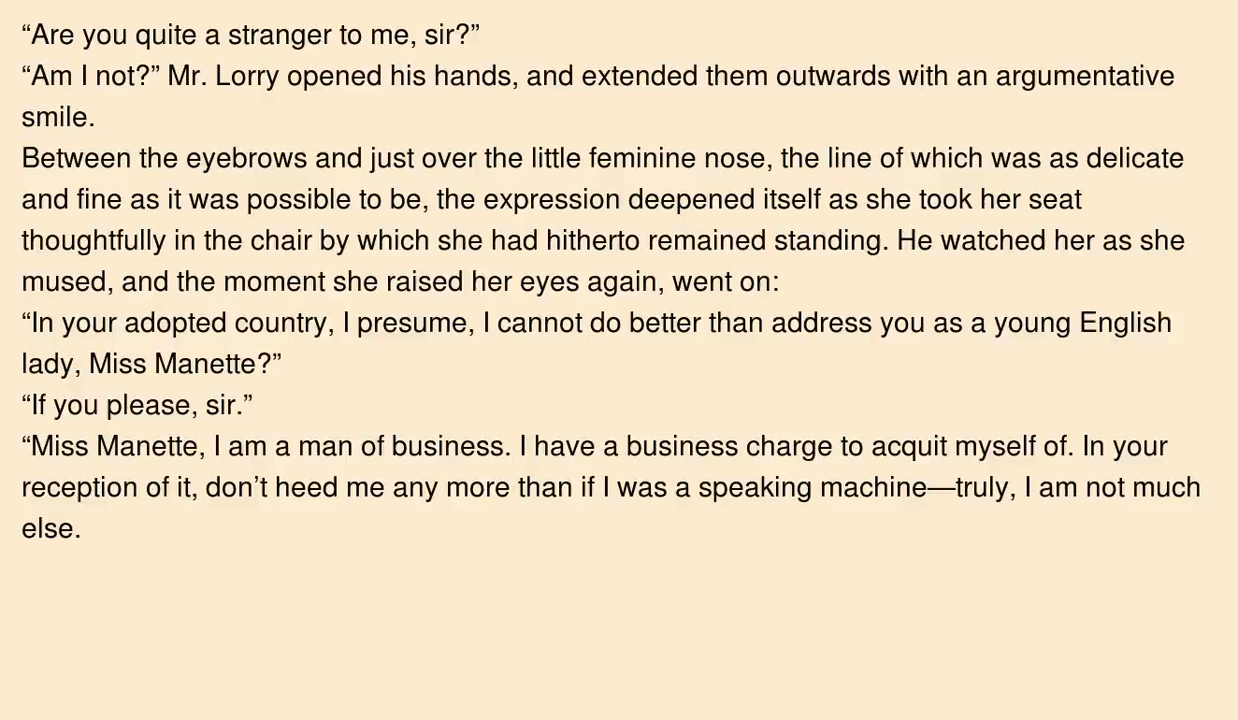 “Are you quite a stranger to me, sir?”
“Am I not?” Mr. Lorry opened his hands, and extended them outwards with an argumentative
smile.
Between the eyebrows and just over the little feminine nose, the line of which was as delicate
and fine as it was possible to be, the expression deepened itself as she took her seat
thoughtfully in the chair by which she had hitherto remained standing. He watched her as she
mused, and the moment she raised her eyes again, went on:
“In your adopted country, I presume, I cannot do better than address you as a young English
lady, Miss Manette?”
“If you please, sir.”
“Miss Manette, I am a man of business. I have a business charge to acquit myself of. In your
reception of it, don’t heed me any more than if I was a speaking machine—truly, I am not much
else.